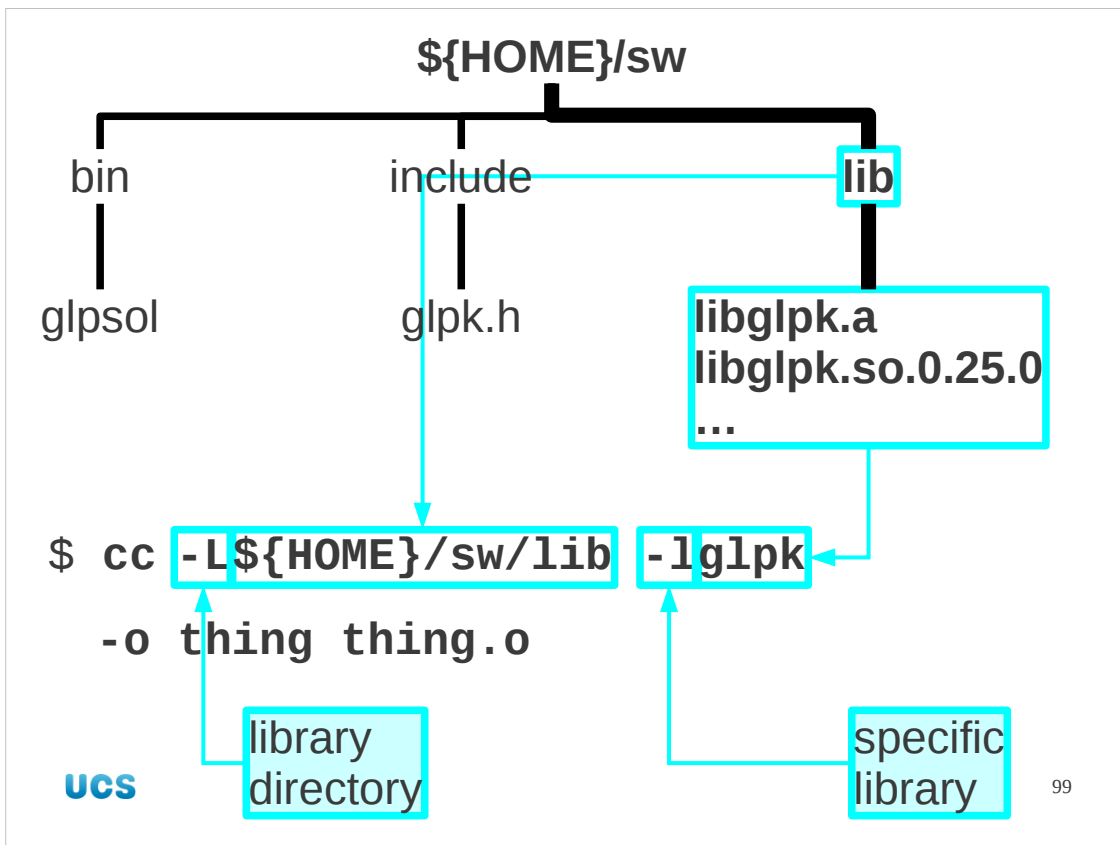 ${HOME}/sw
bin include lib
glpsol glpk.h libglpk.a
libglpk.so.0.25.0
…
$ cc -L${HOME}/sw/lib -lglpk
-o thing thing.o
library
directory
specific
library
UCS
99